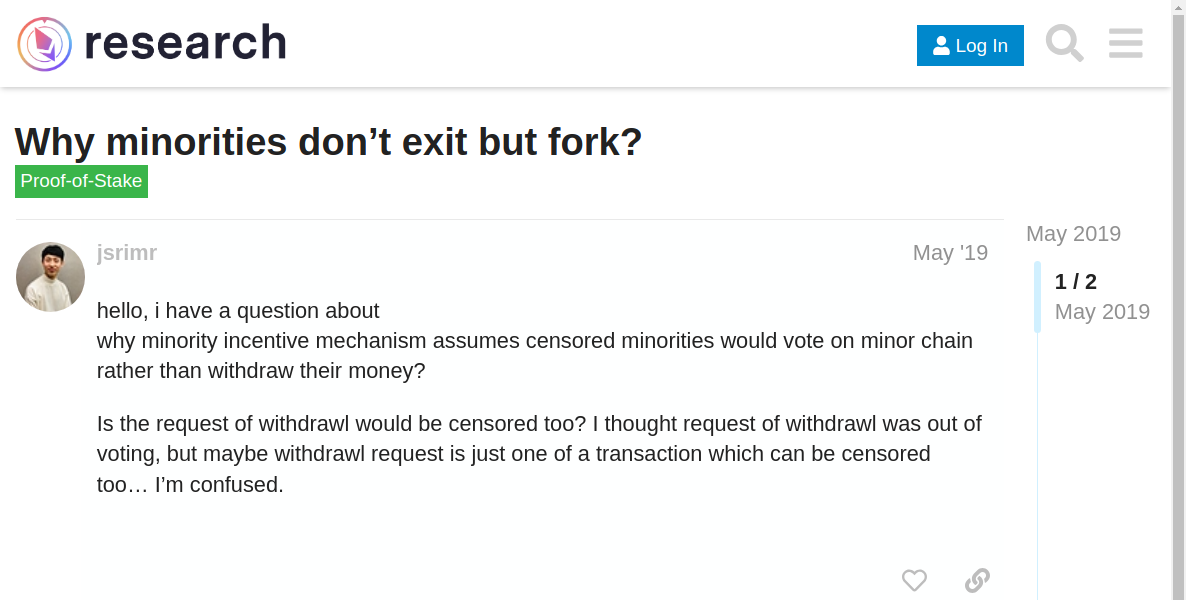 research
Log In
Why minorities don’t exit but fork?
Proof-of-Stake
jsrimr
May '19
hello, i have a question about
why minority incentive mechanism assumes censored minorities would vote on minor chain
rather than withdraw their money?
Is the request of withdrawl would be censored too? I thought request of withdrawl was out of
voting, but maybe withdrawl request is just one of a transaction which can be censored
too… I’m confused.
May 2019
1 / 2
May 2019